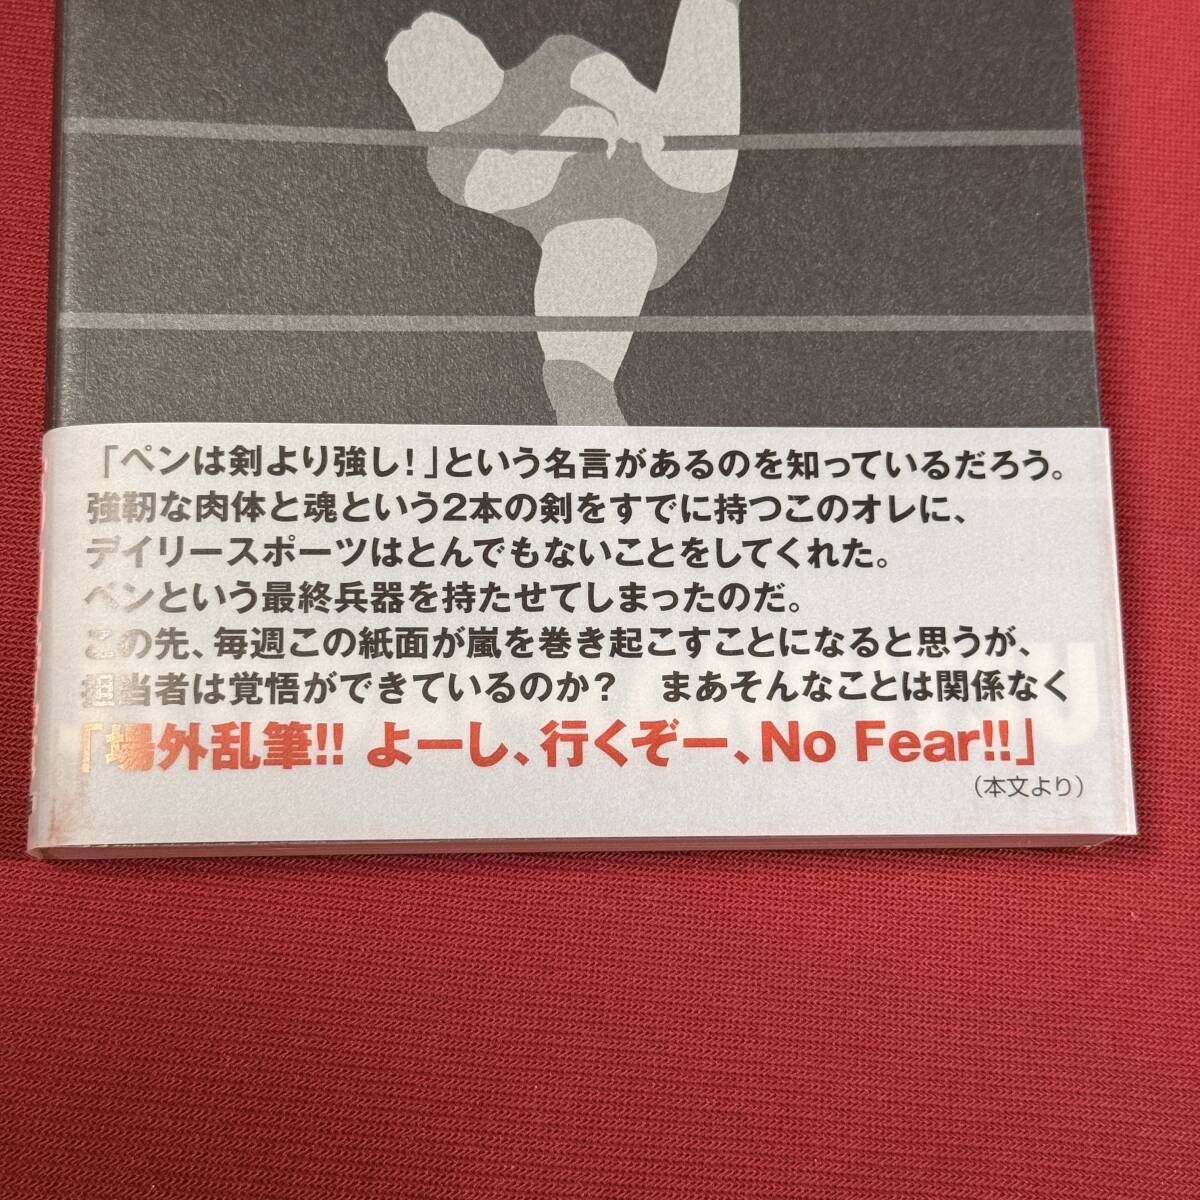 「ペンは剣より強し！」という名言があるのを知っているだろう。
強靭な肉体と魂という2本の剣をすでに持つこのオレに、
デイリースポーツはとんでもないことをしてくれた。
ペンという最終兵器を持たせてしまったのだ。
この先、毎週この紙面が嵐を巻き起こすことになると思うが、
担当者は覚悟ができているのか？　まあそんなことは関係なく
「場外乱筆!! よーし、行くぞー、No Fear!!」
（本文より）